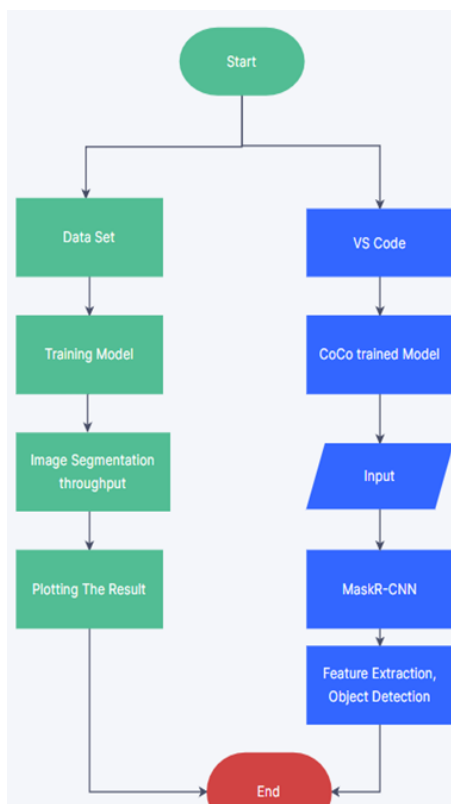 Start
Data Set
Training Model
Image Segmentation
throughput
Plotting The Result
VS Code
CoCo trained Model
Input
MaskR-CNN
Feature Extraction,
Object Detection
End